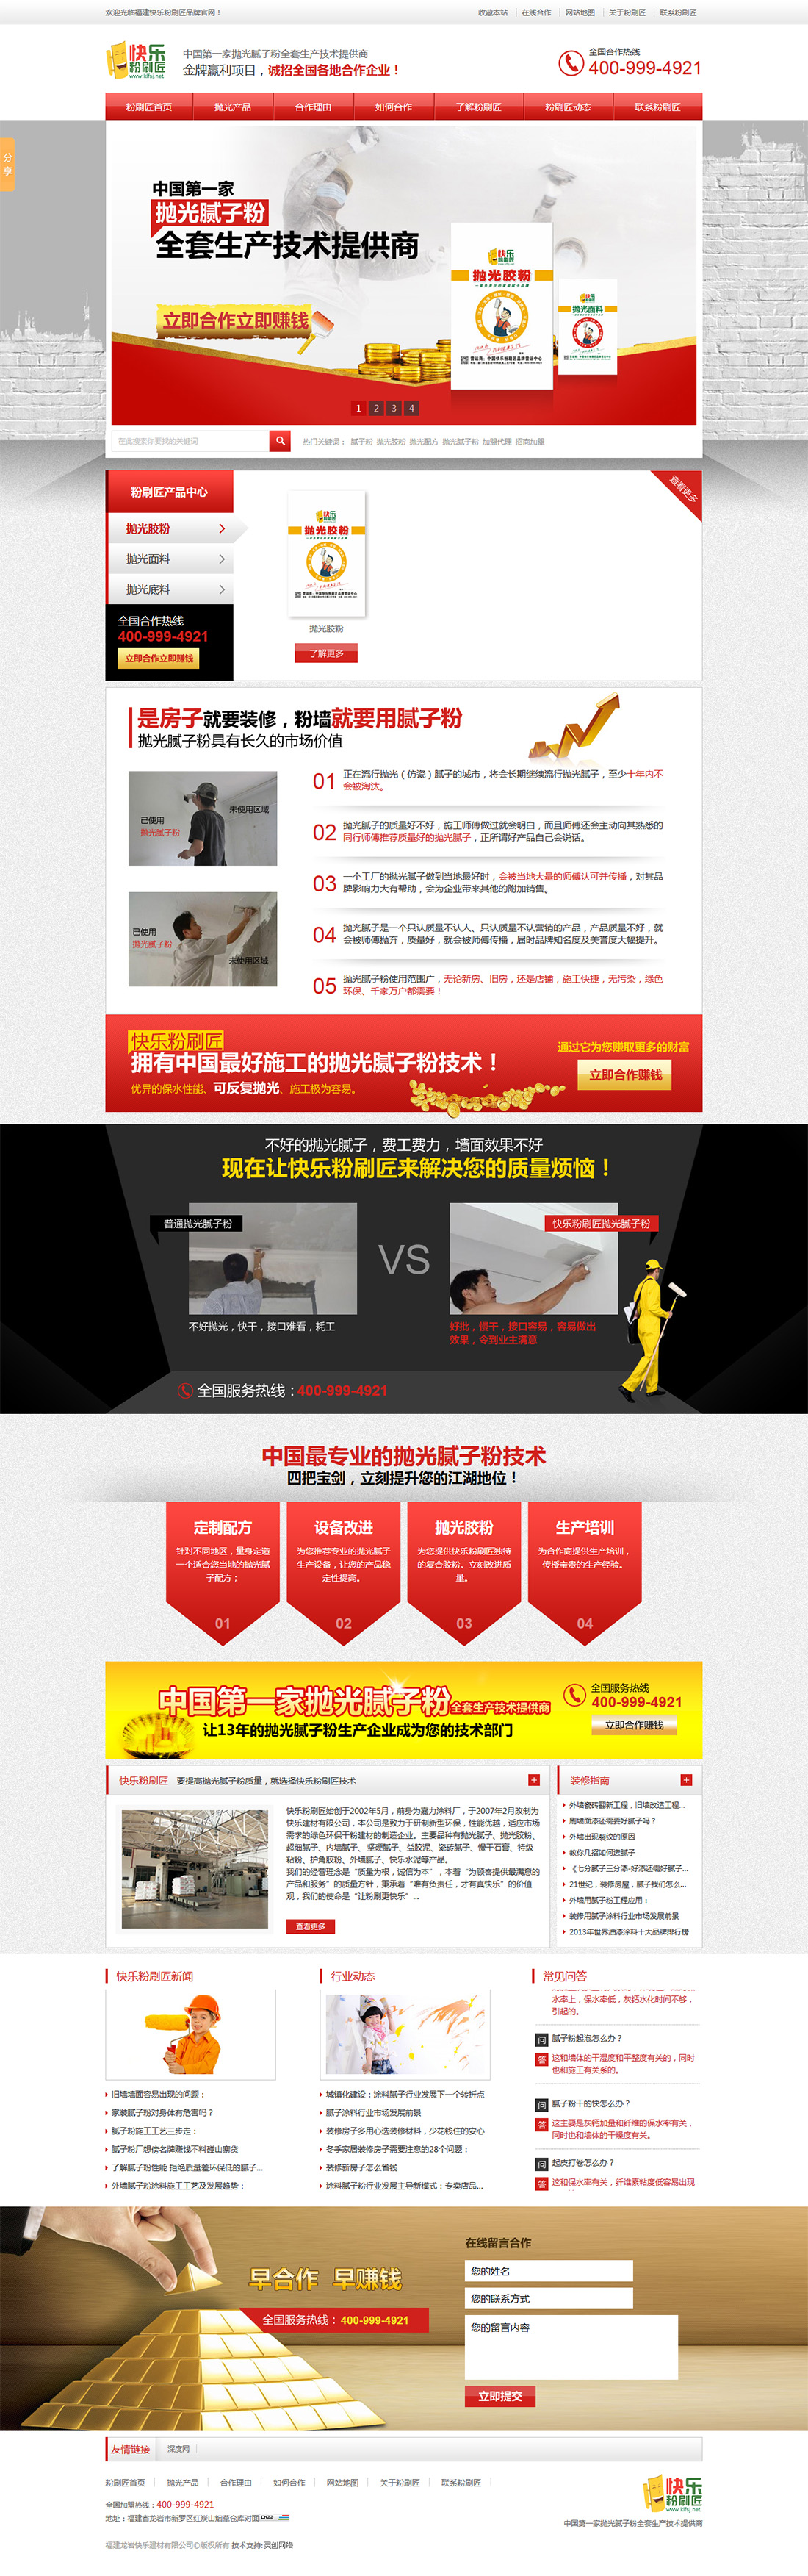 欢迎光临福建快乐粉刷匠品牌官网！
收藏本站 在线合作 网站地图 关于粉刷匠 联系粉刷匠
快乐
粉刷匠
www.klfsj.net
中国第一家抛光腻子粉全套生产技术提供商
金牌赢利项目，诚招全国各地合作企业！
全国合作热线
400-999-4921
粉刷匠首页 抛光产品 合作理由 如何合作 了解粉刷匠 粉刷匠动态 联系粉刷匠
分享
中国第一家
抛光腻子粉
全套生产技术提供商
立即合作立即赚钱
快乐
粉刷匠
抛光胶粉
抛光面料
1 2 3 4
在此搜索你要找的关键词
热门关键词： 腻子粉 抛光胶粉 抛光配方 抛光腻子粉 加盟代理 招商加盟
粉刷匠产品中心
查看更多
抛光胶粉
抛光面料
抛光底料
全国合作热线
400-999-4921
立即合作立即赚钱
抛光胶粉
抛光胶粉
了解更多
是房子就要装修，粉墙就要用腻子粉
抛光腻子粉具有长久的市场价值
已使用
抛光腻子粉
未使用区域
01 正在流行抛光（仿瓷）腻子的城市，将会长期继续流行抛光腻子，至少十年内不
会被淘汰。
02 抛光腻子的质量好不好，施工师傅做过就会明白，而且师傅还会主动向其熟悉的
同行师傅推荐质量好的抛光腻子，正所谓好产品自己会说话。
已使用
抛光腻子粉
未使用区域
03 一个工厂的抛光腻子做到当地最好时，会被当地大量的师傅认可并传播，对其品
牌影响力大有帮助，会为企业带来其他的附加销售。
04 抛光腻子是一个只认质量不认人、只认质量不认营销的产品，产品质量不好，就
会被师傅抛弃，质量好，就会被师傅传播，届时品牌知名度及美誉度大幅提升。
05 抛光腻子粉使用范围广，无论新房、旧房，还是店铺，施工快捷，无污染，绿色
环保、千家万户都需要！
快乐粉刷匠
拥有中国最好施工的抛光腻子粉技术！
优异的保水性能、可反复抛光、施工极为容易。
通过它为您赚取更多的财富
立即合作赚钱
不好的抛光腻子，费工费力，墙面效果不好
现在让快乐粉刷匠来解决您的质量烦恼！
普通抛光腻子粉
VS
快乐粉刷匠抛光腻子粉
不好抛光，快干，接口难看，耗工
好批，慢干，接口容易，容易做出
效果，令到业主满意
全国服务热线：400-999-4921
中国最专业的抛光腻子粉技术
四把宝剑，立刻提升您的江湖地位！
定制配方
针对不同地区，量身定造
一个适合您当地的抛光腻
子配方；
01
设备改进
为您推荐专业的抛光腻子
生产设备，让您的产品稳
定性提高。
02
抛光胶粉
为您提供快乐粉刷匠独特
的复合胶粉。立刻改进质
量。
03
生产培训
为合作商提供生产培训，
传授宝贵的生产经验。
04
中国第一家抛光腻子粉全套生产技术提供商
让13年的抛光腻子粉生产企业成为您的技术部门
全国服务热线
400-999-4921
立即合作赚钱
快乐粉刷匠 要提高抛光腻子粉质量，就选择快乐粉刷匠技术
快乐粉刷匠始创于2002年5月，前身为嘉力涂料厂，于2007年2月改制为
快乐建材有限公司，本公司是致力于研制新型环保，性能优越，适应市场
需求的绿色环保干粉建材的制造企业。主要品种有抛光腻子、抛光胶粉、
超细腻子、内墙腻子、 坚硬腻子、益胶泥、瓷砖腻子、慢干石膏、特级
粘粉、护角胶粉、外墙腻子、快乐水泥等产品。
我们的经营理念是“质量为根，诚信为本”，本着“为顾客提供最满意的
产品和服务”的质量方针，秉承着“唯有负责任，才有真快乐”的价值
观，我们的使命是“让粉刷更快乐”...
查看更多
装修指南
外墙瓷砖翻新工程，旧墙改造工程...
刷墙面漆还需要好腻子吗？
外墙出现裂纹的原因
教你几招如何选腻子
《七分腻子三分漆-好漆还需好腻子...
21世纪，装修房屋，腻子我们怎么...
外墙用腻子粉工程应用：
装修用腻子涂料行业市场发展前景
2013年世界油漆涂料十大品牌排行榜
快乐粉刷匠新闻
旧墙墙面容易出现的问题：
家装腻子粉对身体有危害吗？
腻子粉施工工艺三步走：
腻子粉厂想傍名牌赚钱不料碰山寨货
了解腻子粉性能 拒绝质量差环保低的腻子...
外墙腻子粉涂料施工工艺及发展趋势：
行业动态
城镇化建设：涂料腻子行业发展下一个转折点
腻子涂料行业市场发展前景
装修房子多用心选装修材料，少花钱住的安心
冬季家居装修房子需要注意的28个问题：
装修新房子怎么省钱
涂料腻子粉行业发展主导新模式：专卖店品...
常见问答
水率上，保水率低，灰钙水化时间不够，
引起的。
问 腻子粉起泡怎么办？
答 这和墙体的干湿度和平整度有关的，同时
也和施工有关系的。
问 腻子粉干的快怎么办？
答 这主要是灰钙加量和纤维的保水率有关，
同时也和墙体的干燥度有关。
问 起皮打卷怎么办？
答 这和保水率有关，纤维素粘度低容易出现
早合作 早赚钱
全国服务热线：400-999-4921
在线留言合作
您的姓名
您的联系方式
您的留言内容
立即提交
友情链接 深度网
粉刷匠首页 抛光产品 合作理由 如何合作 网站地图 关于粉刷匠 联系粉刷匠
全国加盟热线：400-999-4921
地址：福建省龙岩市新罗区红炭山烟草仓库对面
福建龙岩快乐建材有限公司©版权所有 技术支持:灵创网络
快乐
粉刷匠
www.klfsj.net
中国第一家抛光腻子粉全套生产技术提供商